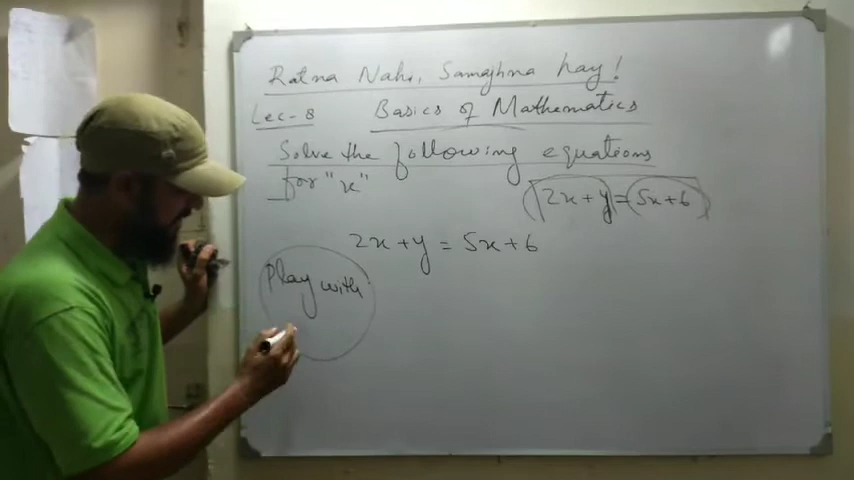 Ratna Nahi, Samajhna hay!
Lec-8 Basics of Mathematics
Solve the following equations
for "x"
2x+y=5x+6
2x+y=5x+6
Play with